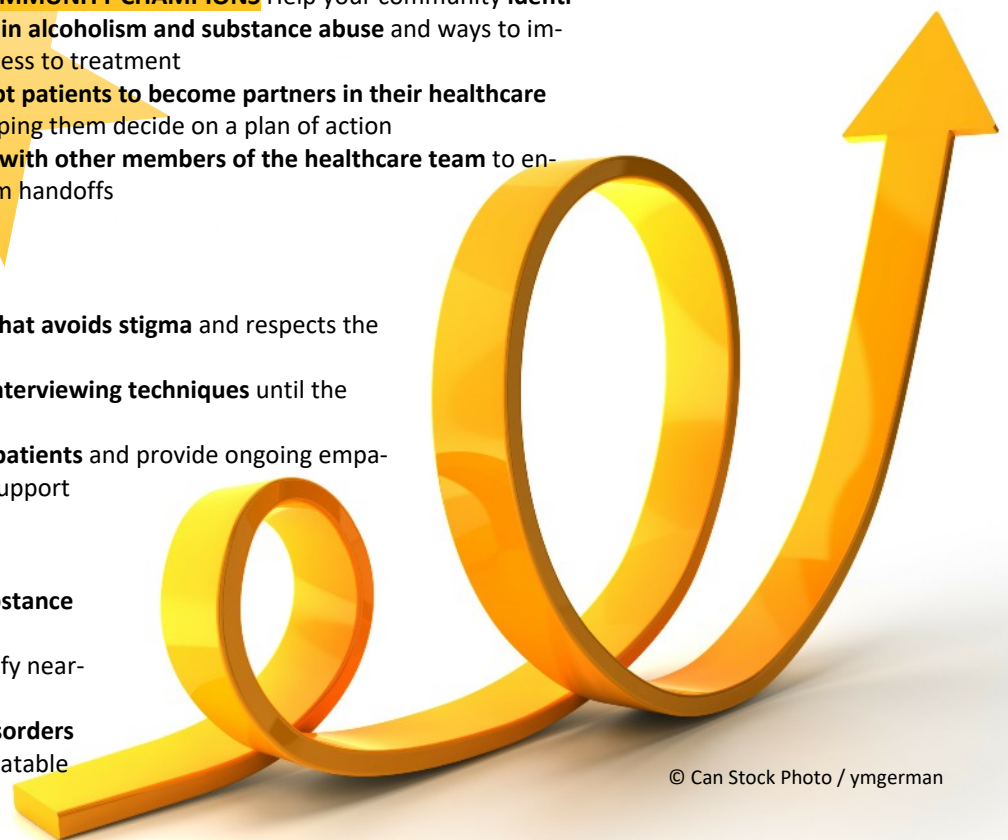 MMUNITY CHAMPIONS Help your community identi-
in alcoholism and substance abuse and ways to im-
ess to treatment
pt patients to become partners in their healthcare
ping them decide on a plan of action
with other members of the healthcare team to en-
m handoffs
hat avoids stigma and respects the
nterviewing techniques until the
patients and provide ongoing empa-
upport
bstance
fy near-
sorders
atable
© Can Stock Photo / ymgerman